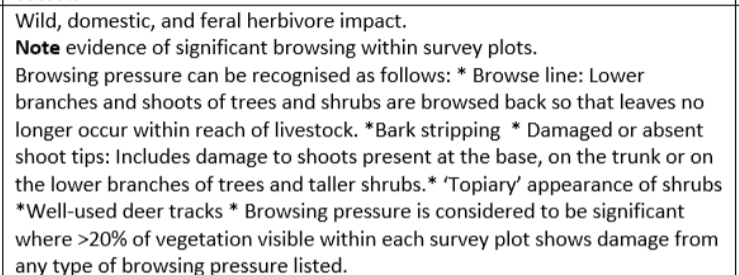 Wild, domestic, and feral herbivore impact.
Note evidence of significant browsing within survey plots.
Browsing pressure can be recognised as follows: * Browse line: Lower
branches and shoots of trees and shrubs are browsed back so that leaves no
longer occur within reach of livestock. *Bark stripping  * Damaged or absent
shoot tips: Includes damage to shoots present at the base, on the trunk or on
the lower branches of trees and taller shrubs.* ‘Topiary’ appearance of shrubs
*Well-used deer tracks * Browsing pressure is considered to be significant
where >20% of vegetation visible within each survey plot shows damage from
any type of browsing pressure listed.